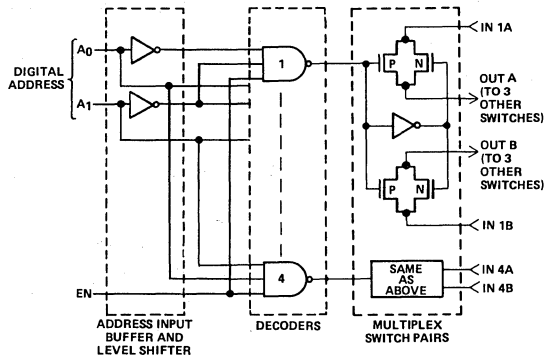 IN 1A
A0
DIGITAL
ADDRESS
1
P
N
OUT A
(TO 3
OTHER
SWITCHES)
A1
OUT B
(TO 3
OTHER
SWITCHES)
P
N
IN 1B
4
SAME
AS
ABOVE
IN 4A
IN 4B
EN
ADDRESS INPUT
BUFFER AND
LEVEL SHIFTER
DECODERS
MULTIPLEX
SWITCH PAIRS